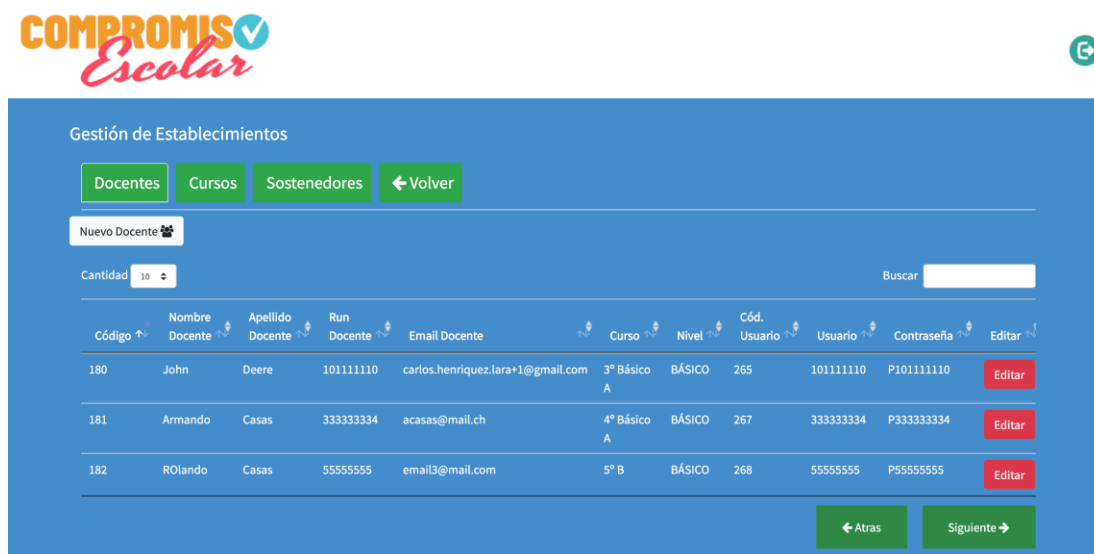 COMPROMISO
Escolar
Gestión de Establecimientos
Docentes Cursos Sostenedores Volver
Nuevo Docente
Cantidad 10 Buscar
Código Nombre Docente Apellido Docente Run Docente Email Docente Curso Nivel Cód. Usuario Usuario Contraseña Editar
180 John Deere 101111110 carlos.henriquez.lara+1@gmail.com 3º Básico A BÁSICO 265 101111110 P101111110 Editar
181 Armando Casas 333333334 acasas@mail.ch 4º Básico A BÁSICO 267 333333334 P333333334 Editar
182 ROlando Casas 55555555 email3@mail.com 5º B BÁSICO 268 55555555 P55555555 Editar
Atras Siguiente